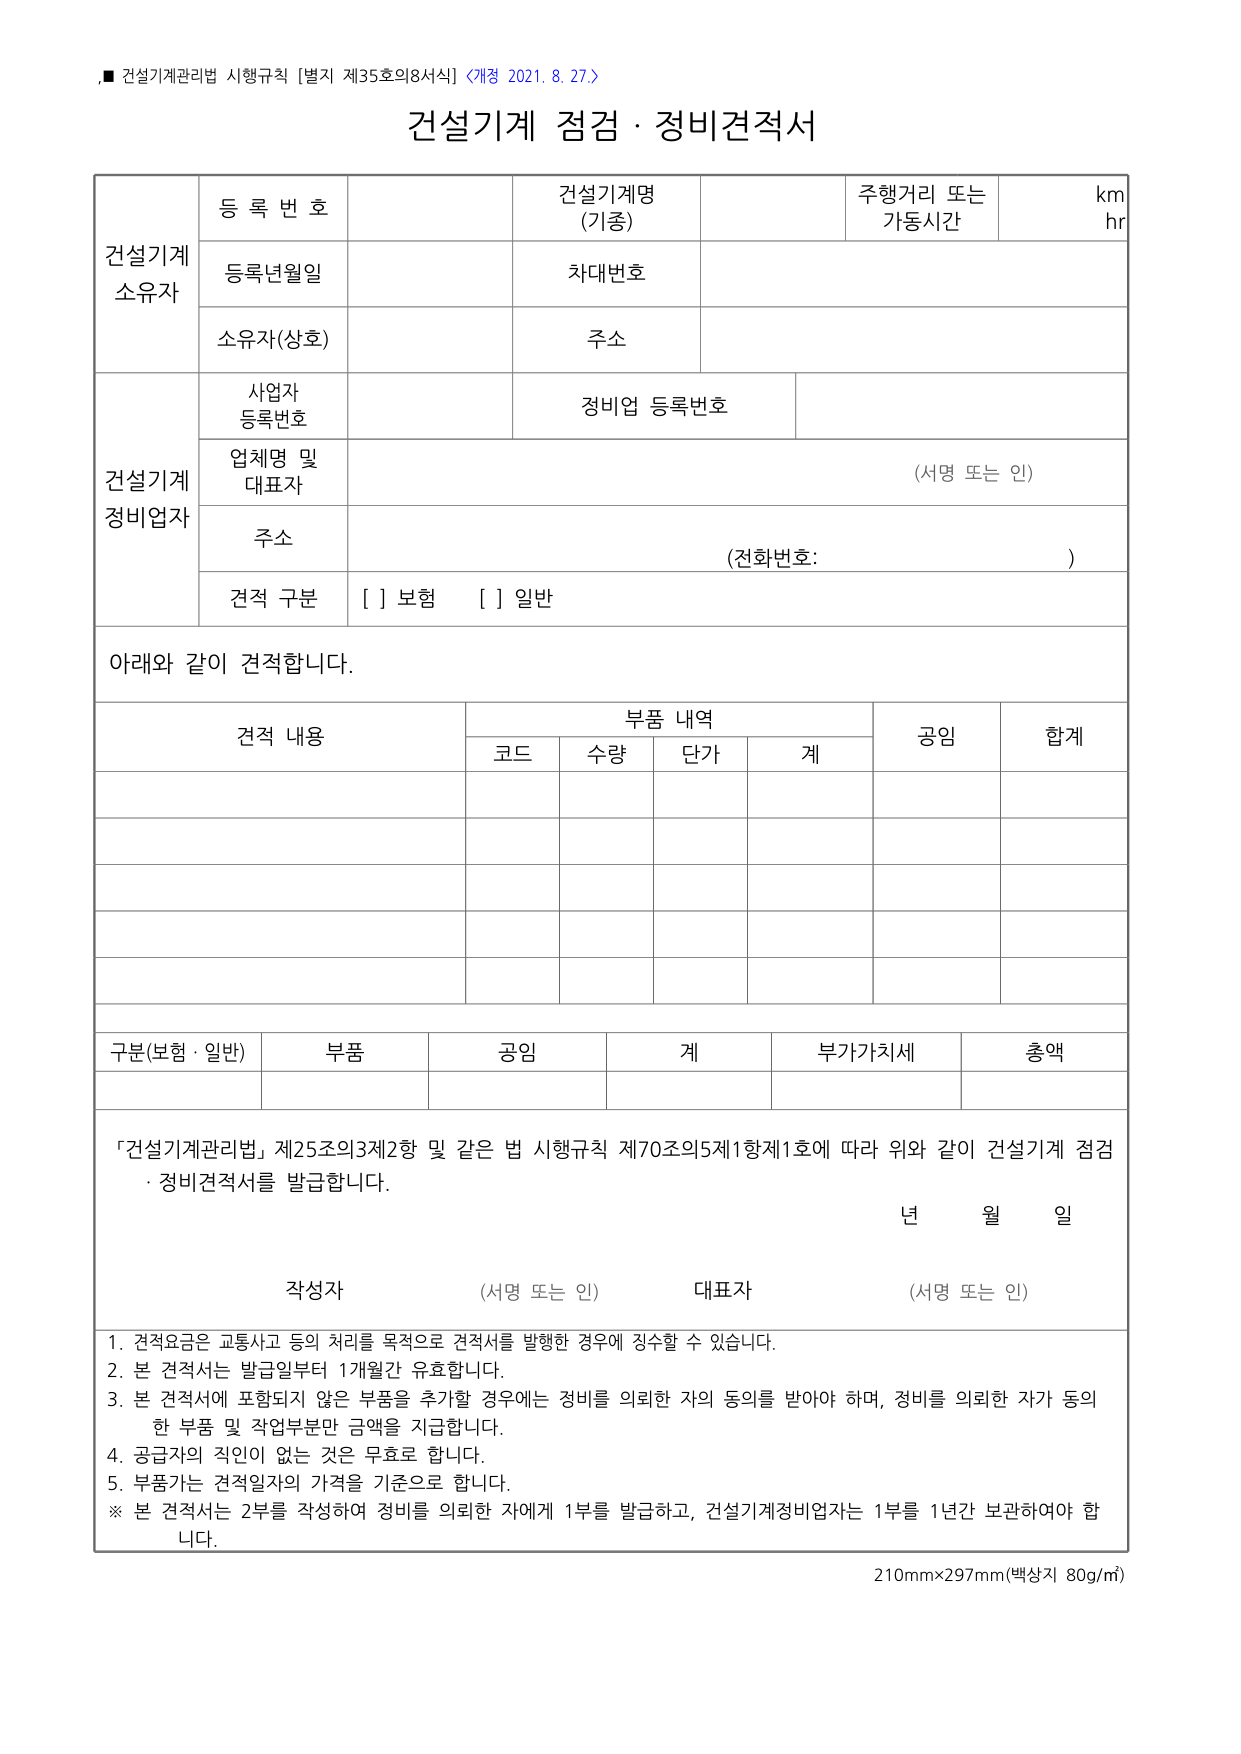 ,■ 건설기계관리법 시행규칙 [별지 제35호의8서식] <개정 2021. 8. 27.>
건설기계 점검ㆍ정비견적서
건설기계
소유자
등 록 번 호
건설기계명
(기종)
주행거리 또는
가동시간
km
hr
등록년월일
차대번호
소유자(상호)
주소
건설기계
정비업자
사업자
등록번호
정비업 등록번호
업체명 및
대표자
(서명 또는 인)
주소
(전화번호: )
견적 구분
[ ] 보험 [ ] 일반
아래와 같이 견적합니다.
견적 내용
부품 내역
공임
합계
코드
수량
단가
계
구분(보험ㆍ일반)
부품
공임
계
부가가치세
총액
「건설기계관리법」 제25조의3제2항 및 같은 법 시행규칙 제70조의5제1항제1호에 따라 위와 같이 건설기계 점검
ㆍ정비견적서를 발급합니다.
년 월 일
작성자 (서명 또는 인) 대표자 (서명 또는 인)
1. 견적요금은 교통사고 등의 처리를 목적으로 견적서를 발행한 경우에 징수할 수 있습니다.
2. 본 견적서는 발급일부터 1개월간 유효합니다.
3. 본 견적서에 포함되지 않은 부품을 추가할 경우에는 정비를 의뢰한 자의 동의를 받아야 하며, 정비를 의뢰한 자가 동의
한 부품 및 작업부분만 금액을 지급합니다.
4. 공급자의 직인이 없는 것은 무효로 합니다.
5. 부품가는 견적일자의 가격을 기준으로 합니다.
※ 본 견적서는 2부를 작성하여 정비를 의뢰한 자에게 1부를 발급하고, 건설기계정비업자는 1부를 1년간 보관하여야 합
니다.
210mm×297mm(백상지 80g/㎡)